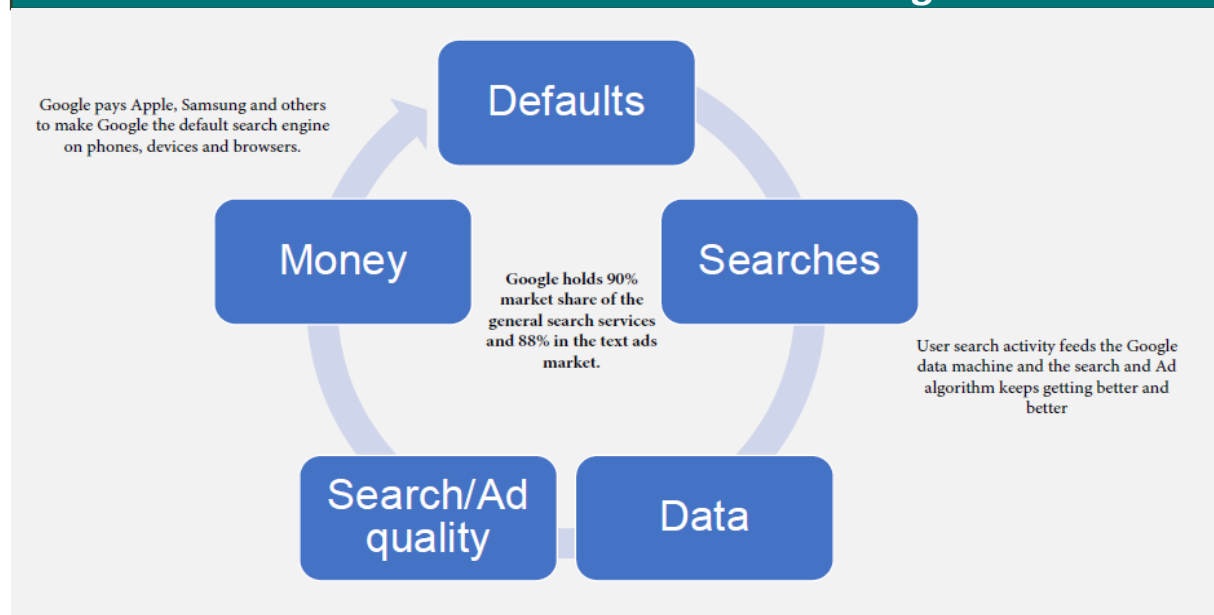 Defaults
Google pays Apple, Samsung and others
to make Google the default search engine
on phones, devices and browsers.
Money
Searches
Google holds 90%
market share of the
general search services
and 88% in the text ads
market.
User search activity feeds the Google
data machine and the search and Ad
algorithm keeps getting better and
better
Search/Ad
quality
Data